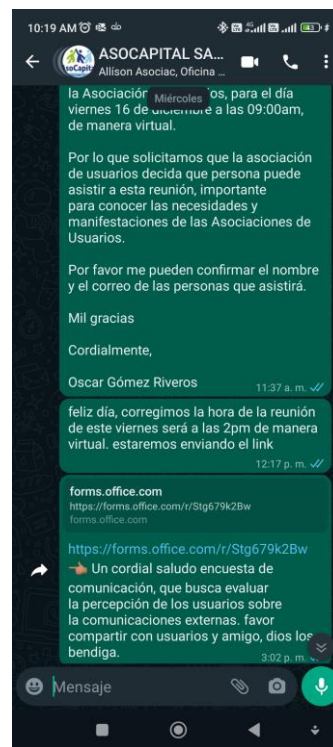 10:19 AM
ASOCAPITAL SA...
Allíson Asociac, Oficina ...
Miércoles
la Asociación os, para el día
viernes 16 de diciembre a las 09:00am,
de manera virtual.
Por lo que solicitamos que la asociación
de usuarios decida que persona puede
asistir a esta reunión, importante
para conocer las necesidades y
manifestaciones de las Asociaciones de
Usuarios.
Por favor me pueden confirmar el nombre
y el correo de las personas que asistirá.
Mil gracias
Cordialmente,
Oscar Gómez Riveros
11:37 a. m.
feliz día, corregimos la hora de la reunión
de este viernes será a las 2pm de manera
virtual. estaremos enviando el link
12:17 p. m.
forms.office.com
https://forms.office.com/r/Stg679k2Bw
forms.office.com
https://forms.office.com/r/Stg679k2Bw
Un cordial saludo encuesta de
comunicación, que busca evaluar
la percepción de los usuarios sobre
la comunicaciones externas. favor
compartir con usuarios y amigo, dios los
bendiga.
3:02 p. m.
Mensaje